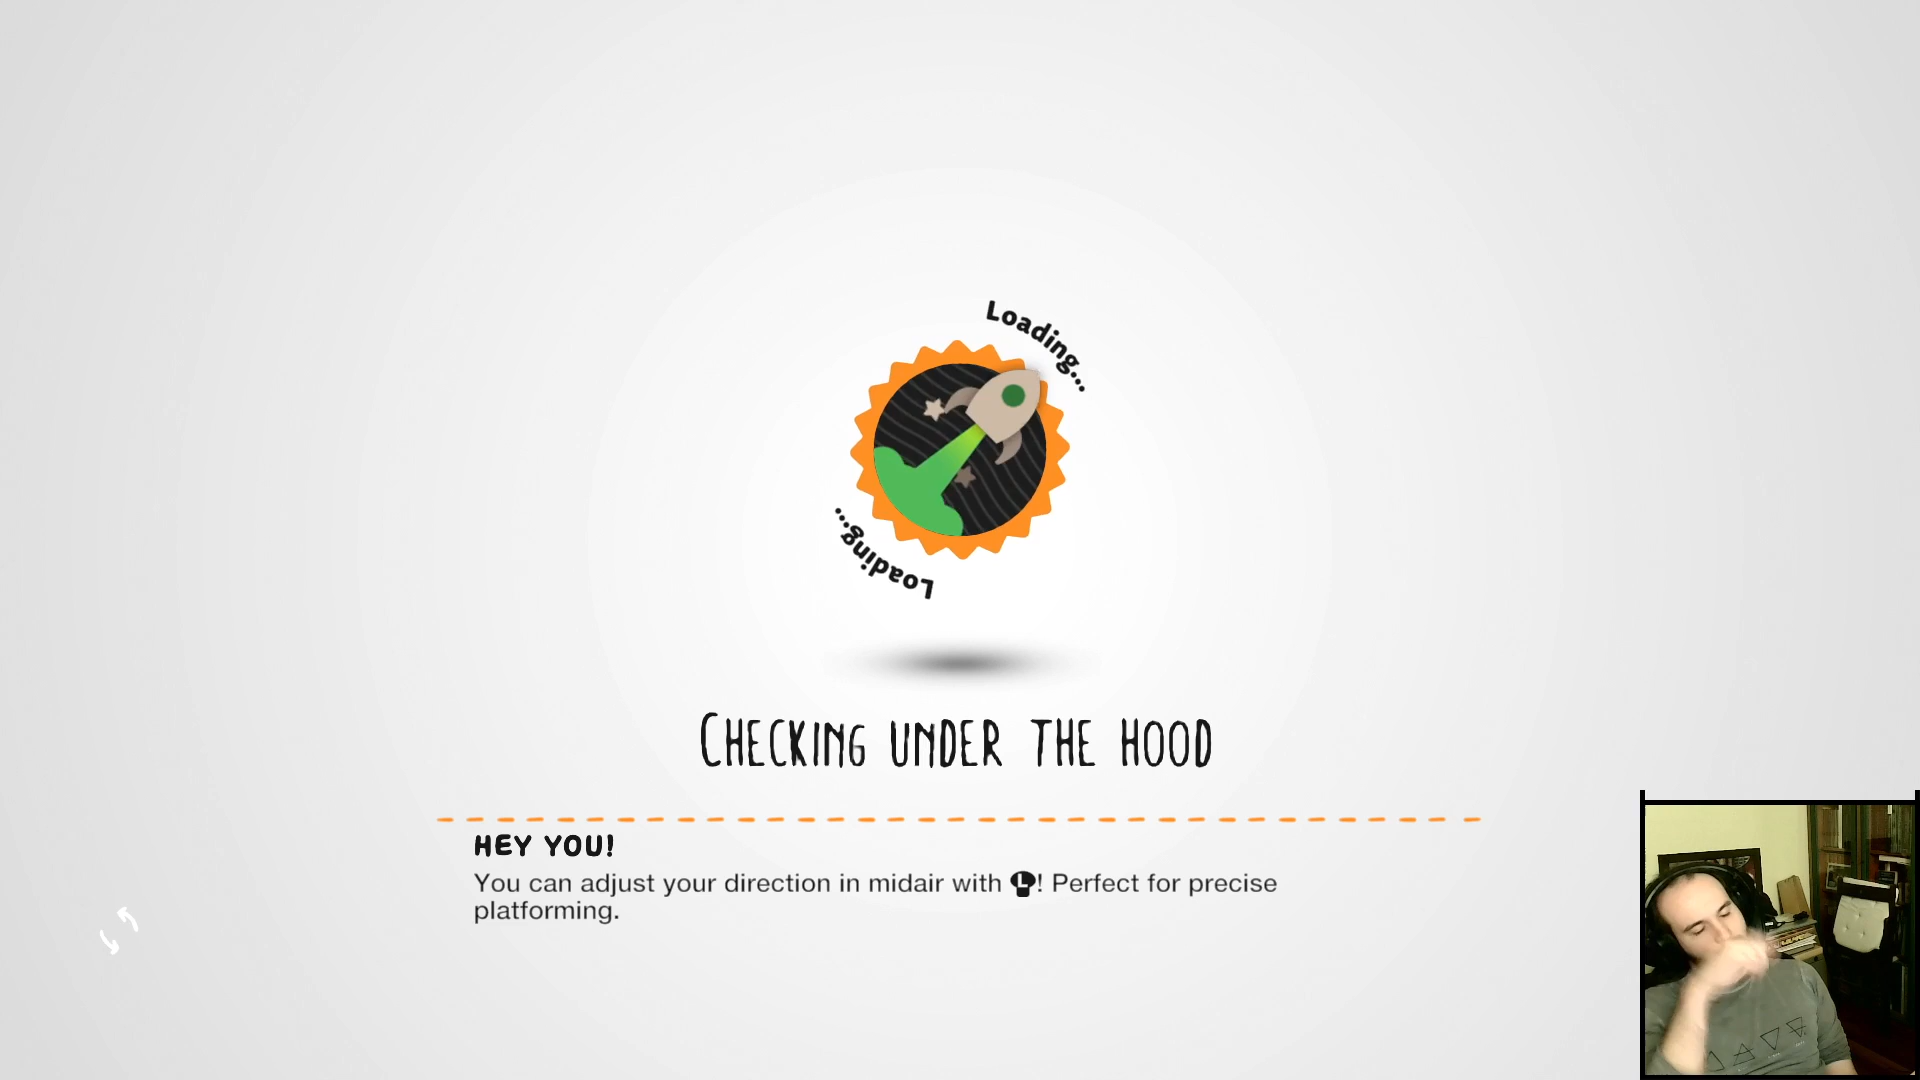 Loading...
Loading...
CHECKING UNDER THE HOOD
HEY YOU!
You can adjust your direction in midair with L! Perfect for precise
platforming.